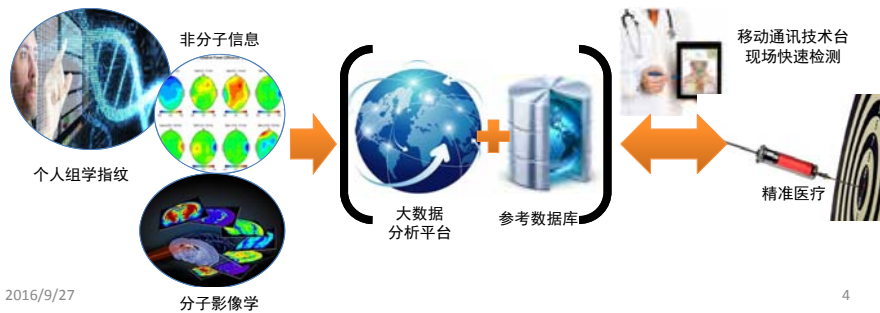 非分子信息
个人组学指纹
分子影像学
大数据
分析平台
参考数据库
移动通讯技术台
现场快速检测
精准医疗
2016/9/27
4